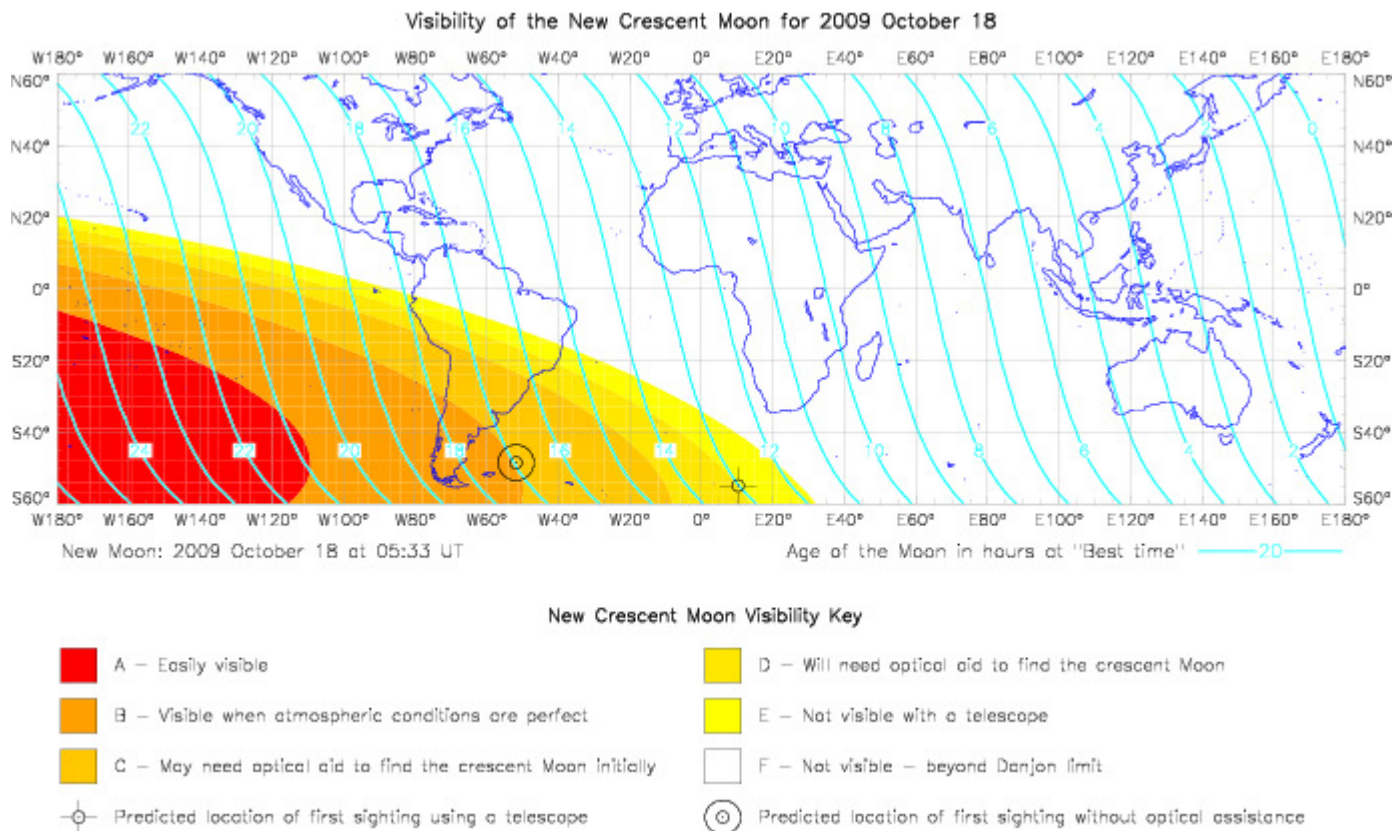 Visibility of the New Crescent Moon for 2009 October 18
W180° W160° W140° W120° W100° W80° W60° W40° W20° 0° E20° E40° E60° E80° E100° E120° E140° E160° E180°
N60° N60°
22 20 18 16 14 12 10 8 6 4 2 0
N40° N40°
N20° N20°
0° 0°
S20° S20°
S40° S40°
24 22 20 18 16 14 12 10 8 6 4 2
S60° S60°
W180° W160° W140° W120° W100° W80° W60° W40° W20° 0° E20° E40° E60° E80° E100° E120° E140° E160° E180°
New Moon: 2009 October 18 at 05:33 UT Age of the Moon in hours at "Best time" 20
New Crescent Moon Visibility Key
A – Easily visible D – Will need optical aid to find the crescent Moon
B – Visible when atmospheric conditions are perfect E – Not visible with a telescope
C – May need optical aid to find the crescent Moon initially F – Not visible – beyond Danjon limit
Predicted location of first sighting using a telescope Predicted location of first sighting without optical assistance